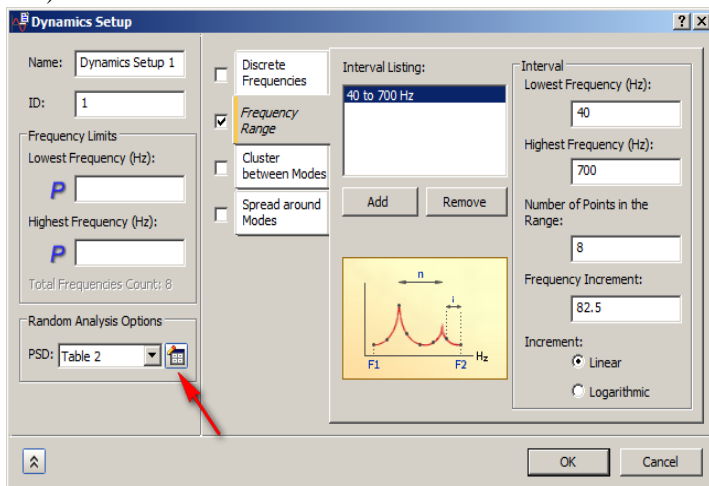 Dynamics Setup
Name: Dynamics Setup 1
ID: 1
Frequency Limits
Lowest Frequency (Hz):
P
Highest Frequency (Hz):
P
Total Frequencies Count: 8
Random Analysis Options
PSD: Table 2
Discrete
Frequencies
Frequency
Range
Cluster
between Modes
Spread around
Modes
Interval Listing:
40 to 700 Hz
Add Remove
n
i
Hz
F1 F2
Interval
Lowest Frequency (Hz):
40
Highest Frequency (Hz):
700
Number of Points in the
Range:
8
Frequency Increment:
82.5
Increment:
Linear
Logarithmic
OK Cancel